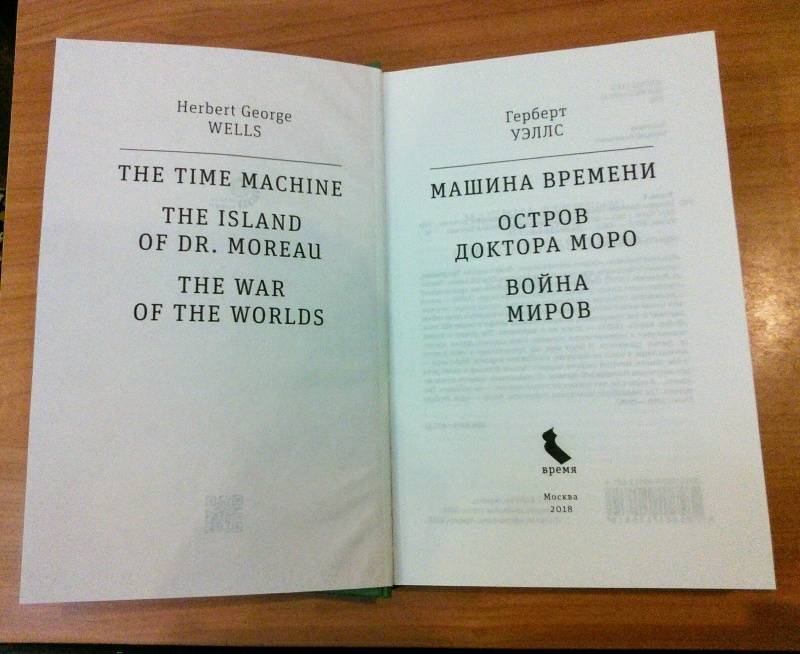 Herbert George
WELLS
THE TIME MACHINE
THE ISLAND
OF DR. MOREAU
THE WAR
OF THE WORLDS
Герберт
УЭЛЛС
МАШИНА ВРЕМЕНИ
ОСТРОВ
ДОКТОРА МОРО
ВОЙНА
МИРОВ
время
Москва
2018